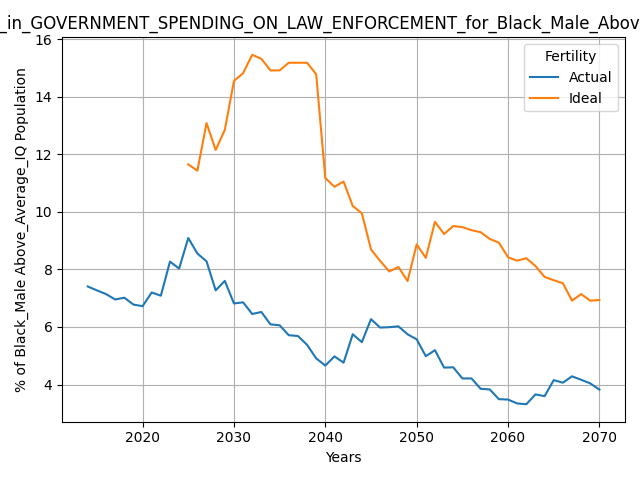 _in_GOVERNMENT_SPENDING_ON_LAW_ENFORCEMENT_for_Black_Male_Abov
% of Black_Male Above_Average_IQ Population
16
14
12
10
8
6
4
Fertility
Actual
Ideal
2020 2030 2040 2050 2060 2070
Years